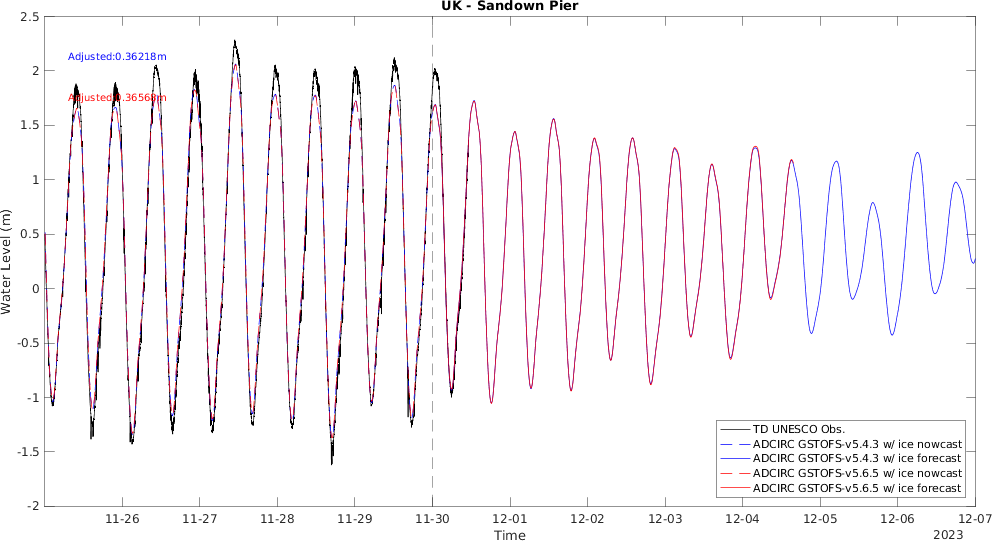 UK - Sandown Pier
2.5
2
1.5
1
0.5
0
-0.5
-1
-1.5
-2
Water Level (m)
Adjusted:0.36218m
Adjusted:0.36568m
TD UNESCO Obs.
ADCIRC GSTOFS-v5.4.3 w/ ice nowcast
ADCIRC GSTOFS-v5.4.3 w/ ice forecast
ADCIRC GSTOFS-v5.6.5 w/ ice nowcast
ADCIRC GSTOFS-v5.6.5 w/ ice forecast
11-26 11-27 11-28 11-29 11-30 12-01 12-02 12-03 12-04 12-05 12-06 12-07
Time
2023